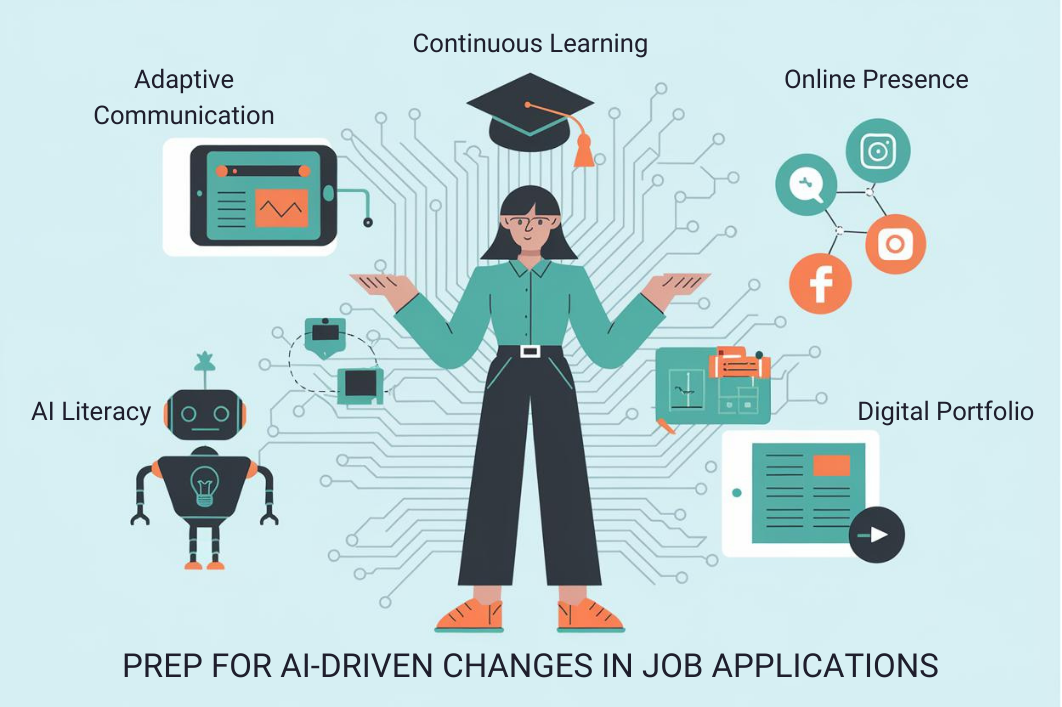 Continuous Learning
Adaptive
Communication
Online Presence
AI Literacy
Digital Portfolio
PREP FOR AI-DRIVEN CHANGES IN JOB APPLICATIONS